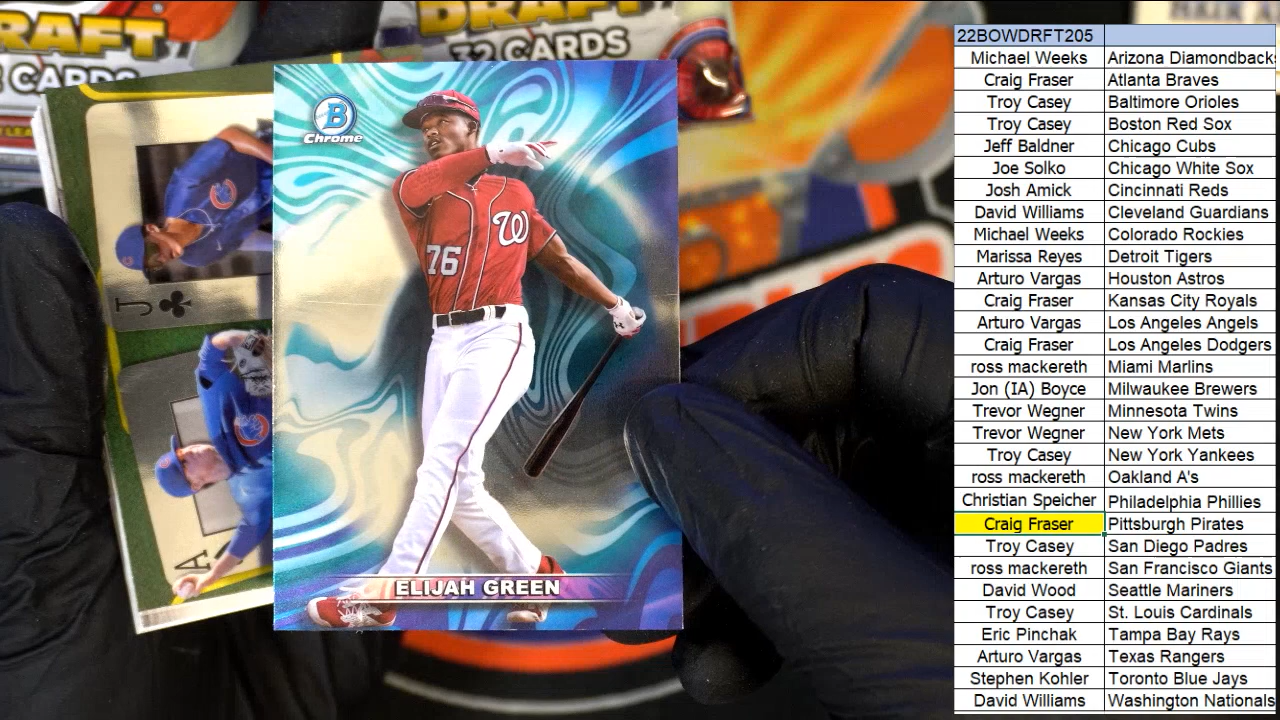 DRAFT
CARDS
DRAFT
32 CARDS
B
Chrome
W
76
ELIJAH GREEN
J
A
22BOWDRFT205
Michael Weeks Arizona Diamondbacks
Craig Fraser Atlanta Braves
Troy Casey Baltimore Orioles
Troy Casey Boston Red Sox
Jeff Baldner Chicago Cubs
Joe Solko Chicago White Sox
Josh Amick Cincinnati Reds
David Williams Cleveland Guardians
Michael Weeks Colorado Rockies
Marissa Reyes Detroit Tigers
Arturo Vargas Houston Astros
Craig Fraser Kansas City Royals
Arturo Vargas Los Angeles Angels
Craig Fraser Los Angeles Dodgers
ross mackereth Miami Marlins
Jon (IA) Boyce Milwaukee Brewers
Trevor Wegner Minnesota Twins
Trevor Wegner New York Mets
Troy Casey New York Yankees
ross mackereth Oakland A's
Christian Speicher Philadelphia Phillies
Craig Fraser Pittsburgh Pirates
Troy Casey San Diego Padres
ross mackereth San Francisco Giants
David Wood Seattle Mariners
Troy Casey St. Louis Cardinals
Eric Pinchak Tampa Bay Rays
Arturo Vargas Texas Rangers
Stephen Kohler Toronto Blue Jays
David Williams Washington Nationals